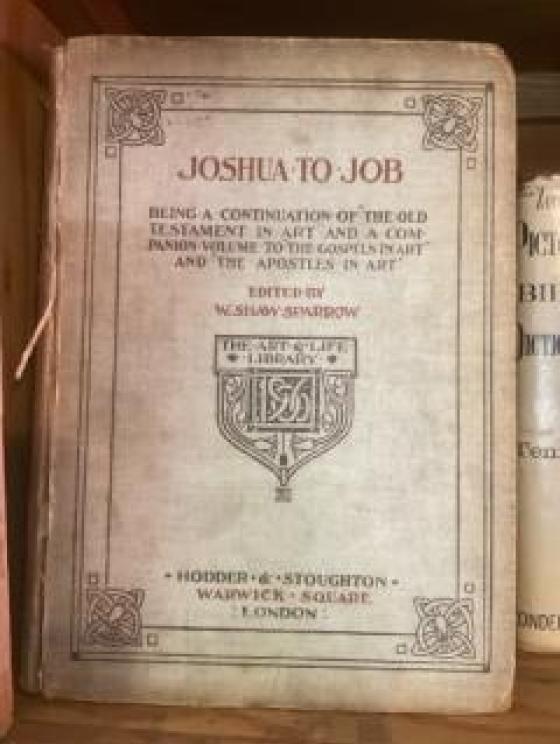 JOSHUA·TO·JOB
BEING A CONTINUATION OF "THE OLD
TESTAMENT IN ART" AND A COM-
PANION VOLUME TO "THE GOSPELS IN ART"
AND "THE APOSTLES IN ART"
EDITED·BY
W. SHAW·SPARROW
THE·ART·&·LIFE
·LIBRARY·
·HODDER·&·STOUGHTON·
WARWICK·SQUARE
LONDON